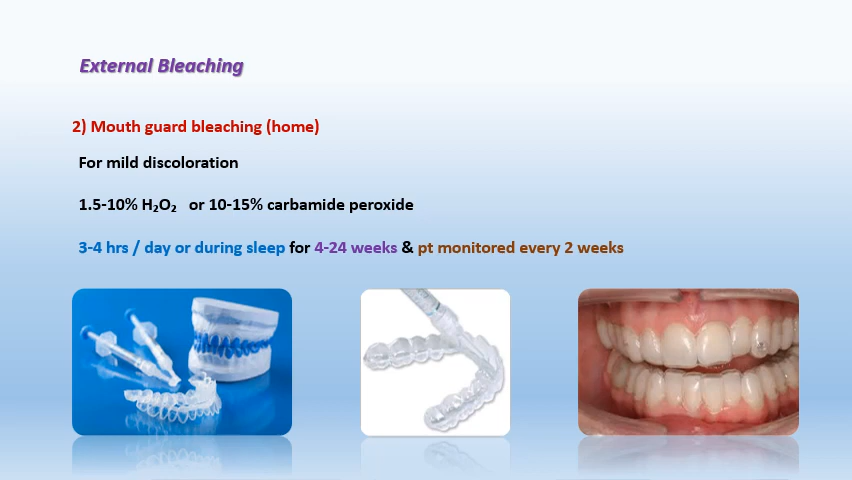 External Bleaching
2) Mouth guard bleaching (home)
For mild discoloration
1.5-10% H₂O₂ or 10-15% carbamide peroxide
3-4 hrs / day or during sleep for 4-24 weeks & pt monitored every 2 weeks